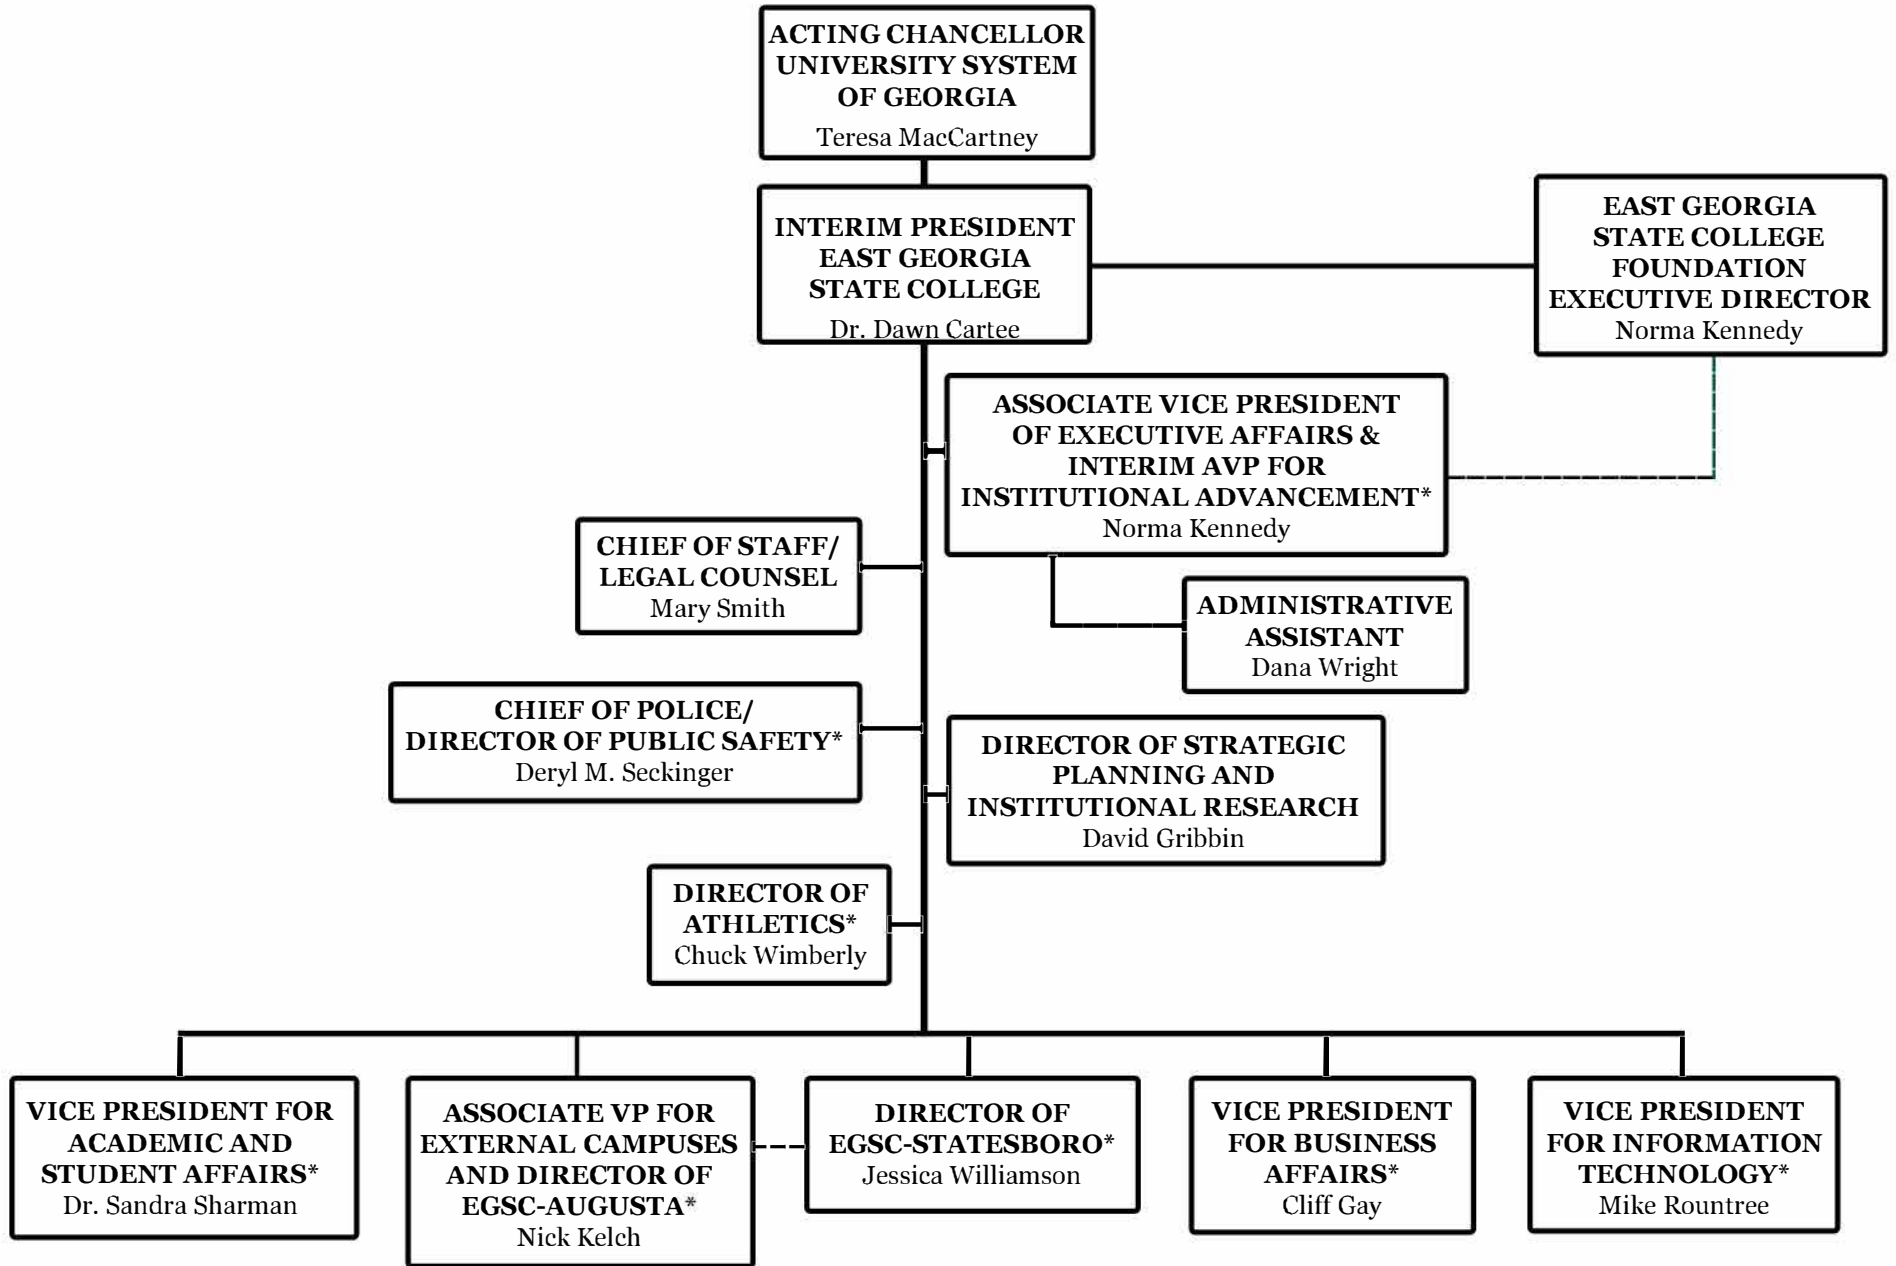 ACTING CHANCELLOR
UNIVERSITY SYSTEM
OF GEORGIA
Teresa MacCartney
INTERIM PRESIDENT
EAST GEORGIA
STATE COLLEGE
Dr. Dawn Cartee
EAST GEORGIA
STATE COLLEGE
FOUNDATION
EXECUTIVE DIRECTOR
Norma Kennedy
ASSOCIATE VICE PRESIDENT
OF EXECUTIVE AFFAIRS &
INTERIM AVP FOR
INSTITUTIONAL ADVANCEMENT*
Norma Kennedy
CHIEF OF STAFF/
LEGAL COUNSEL
Mary Smith
ADMINISTRATIVE
ASSISTANT
Dana Wright
CHIEF OF POLICE/
DIRECTOR OF PUBLIC SAFETY*
Deryl M. Seckinger
DIRECTOR OF STRATEGIC
PLANNING AND
INSTITUTIONAL RESEARCH
David Gribbin
DIRECTOR OF
ATHLETICS*
Chuck Wimberly
VICE PRESIDENT FOR
ACADEMIC AND
STUDENT AFFAIRS*
Dr. Sandra Sharman
ASSOCIATE VP FOR
EXTERNAL CAMPUSES
AND DIRECTOR OF
EGSC-AUGUSTA*
Nick Kelch
DIRECTOR OF
EGSC-STATESBORO*
Jessica Williamson
VICE PRESIDENT
FOR BUSINESS
AFFAIRS*
Cliff Gay
VICE PRESIDENT
FOR INFORMATION
TECHNOLOGY*
Mike Rountree